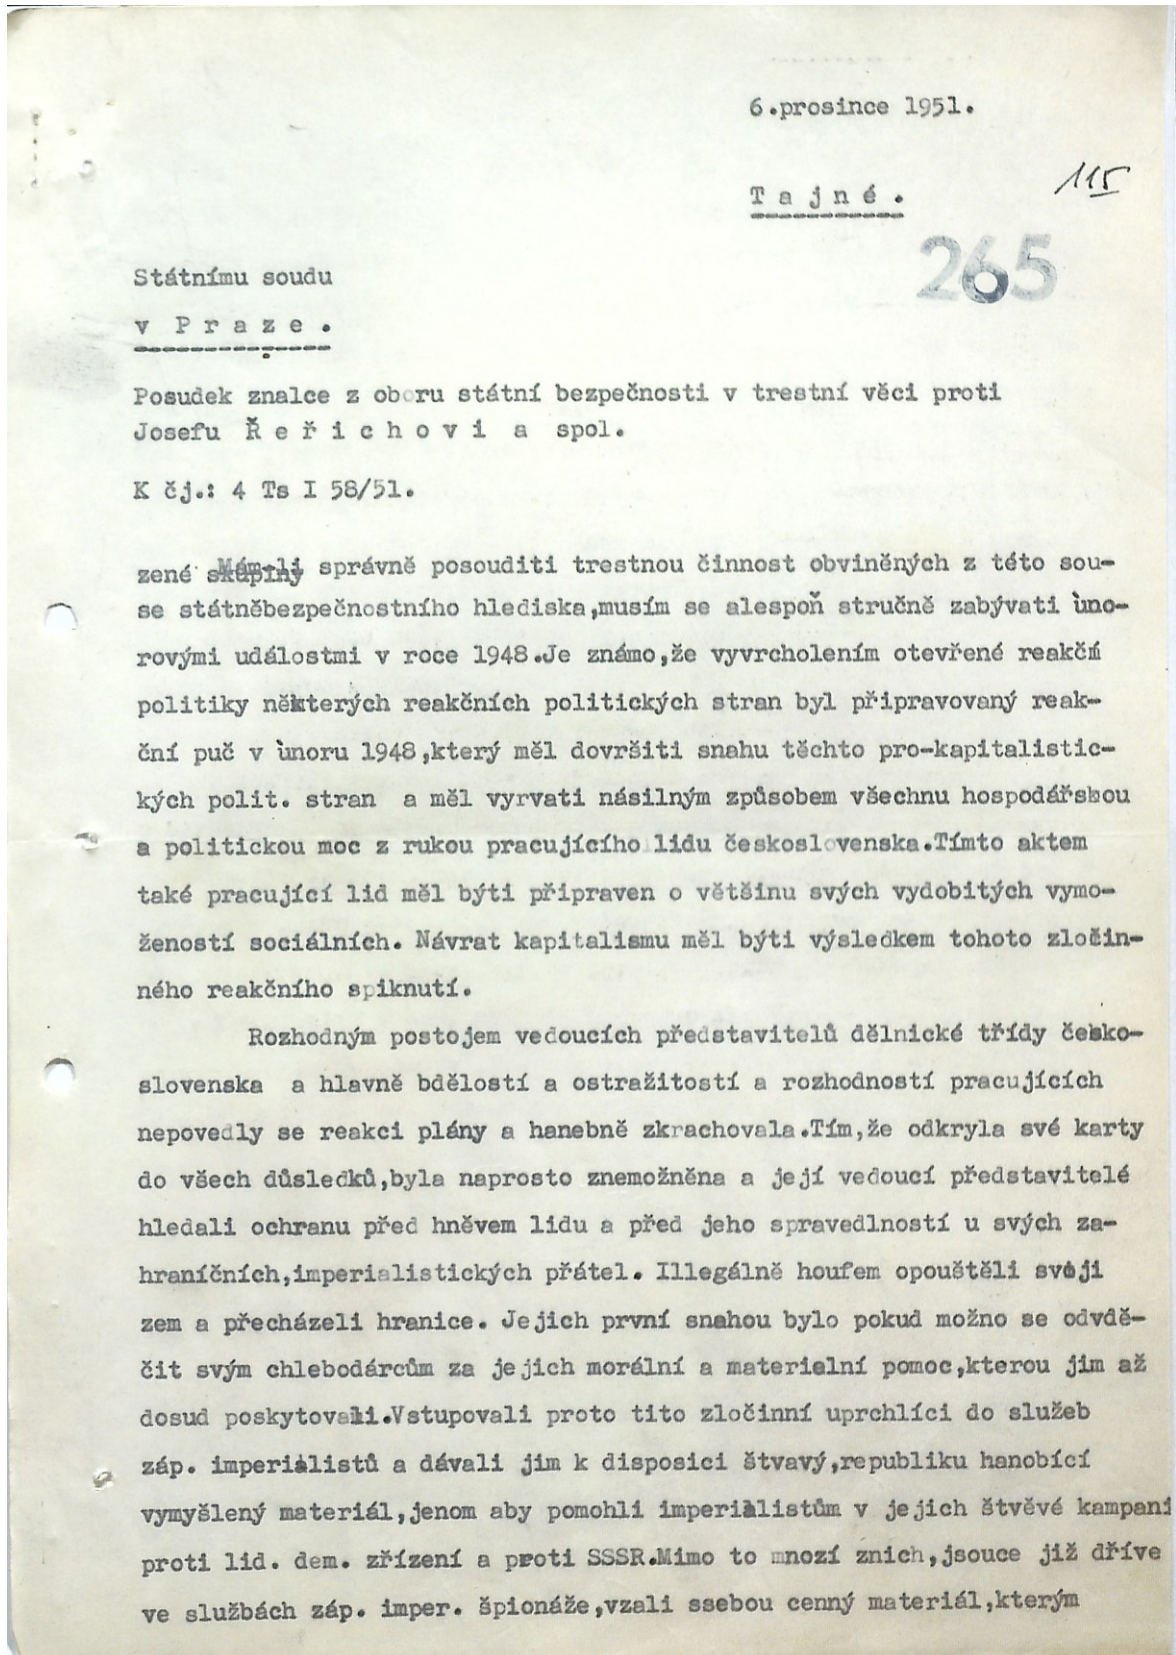 6.prosince 1951.
115
T a j n é .
265
Státnímu soudu
v P r a z e .
Posudek znalce z oboru státní bezpečnosti v trestní věci proti
Josefu Ř e ř i c h o v i a spol.
K čj.: 4 Ts I 58/51.
Mám-li správně posouditi trestnou činnost obviněných z této sou-
zené skupiny
se státněbezpečnostního hlediska,musím se alespoň stručně zabývati ùno-
rovými událostmi v roce 1948.Je známo,že vyvrcholením otevřené reakční
politiky některých reakčních politických stran byl připravovaný reak-
ční puč v ùnoru 1948,který měl dovršiti snahu těchto pro-kapitalistic-
kých polit. stran a měl vyrvati násilným způsobem všechnu hospodářskou
a politickou moc z rukou pracujícího lidu československa.Tímto aktem
také pracující lid měl býti připraven o většinu svých vydobitých vymo-
žeností sociálních. Návrat kapitalismu měl býti výsledkem tohoto zločin-
ného reakčního spiknutí.
Rozhodným postojem vedoucích představitelů dělnické třídy česko-
slovenska a hlavně bdělostí a ostražitostí a rozhodností pracujících
nepovedly se reakci plány a hanebně zkrachovala.Tím,že odkryla své karty
do všech důsledků,byla naprosto znemožněna a její vedoucí představitelé
hledali ochranu před hněvem lidu a před jeho spravedlností u svých za-
hraníčních,imperialistických přátel. Illegálně houfem opouštěli svoji
zem a přecházeli hranice. Jejich první snahou bylo pokud možno se odvdě-
čit svým chlebodárcům za jejich morální a materielní pomoc,kterou jim až
dosud poskytovali.Vstupovali proto tito zločinní uprchlíci do služeb
záp. imperialistů a dávali jim k disposici štvavý,republiku hanobící
vymyšlený materiál,jenom aby pomohli imperialistům v jejich štvěvé kampani
proti lid. dem. zřízení a proti SSSR.Mimo to mnozí znich,jsouce již dříve
ve službách záp. imper. špionáže,vzali ssebou cenný materiál,kterým